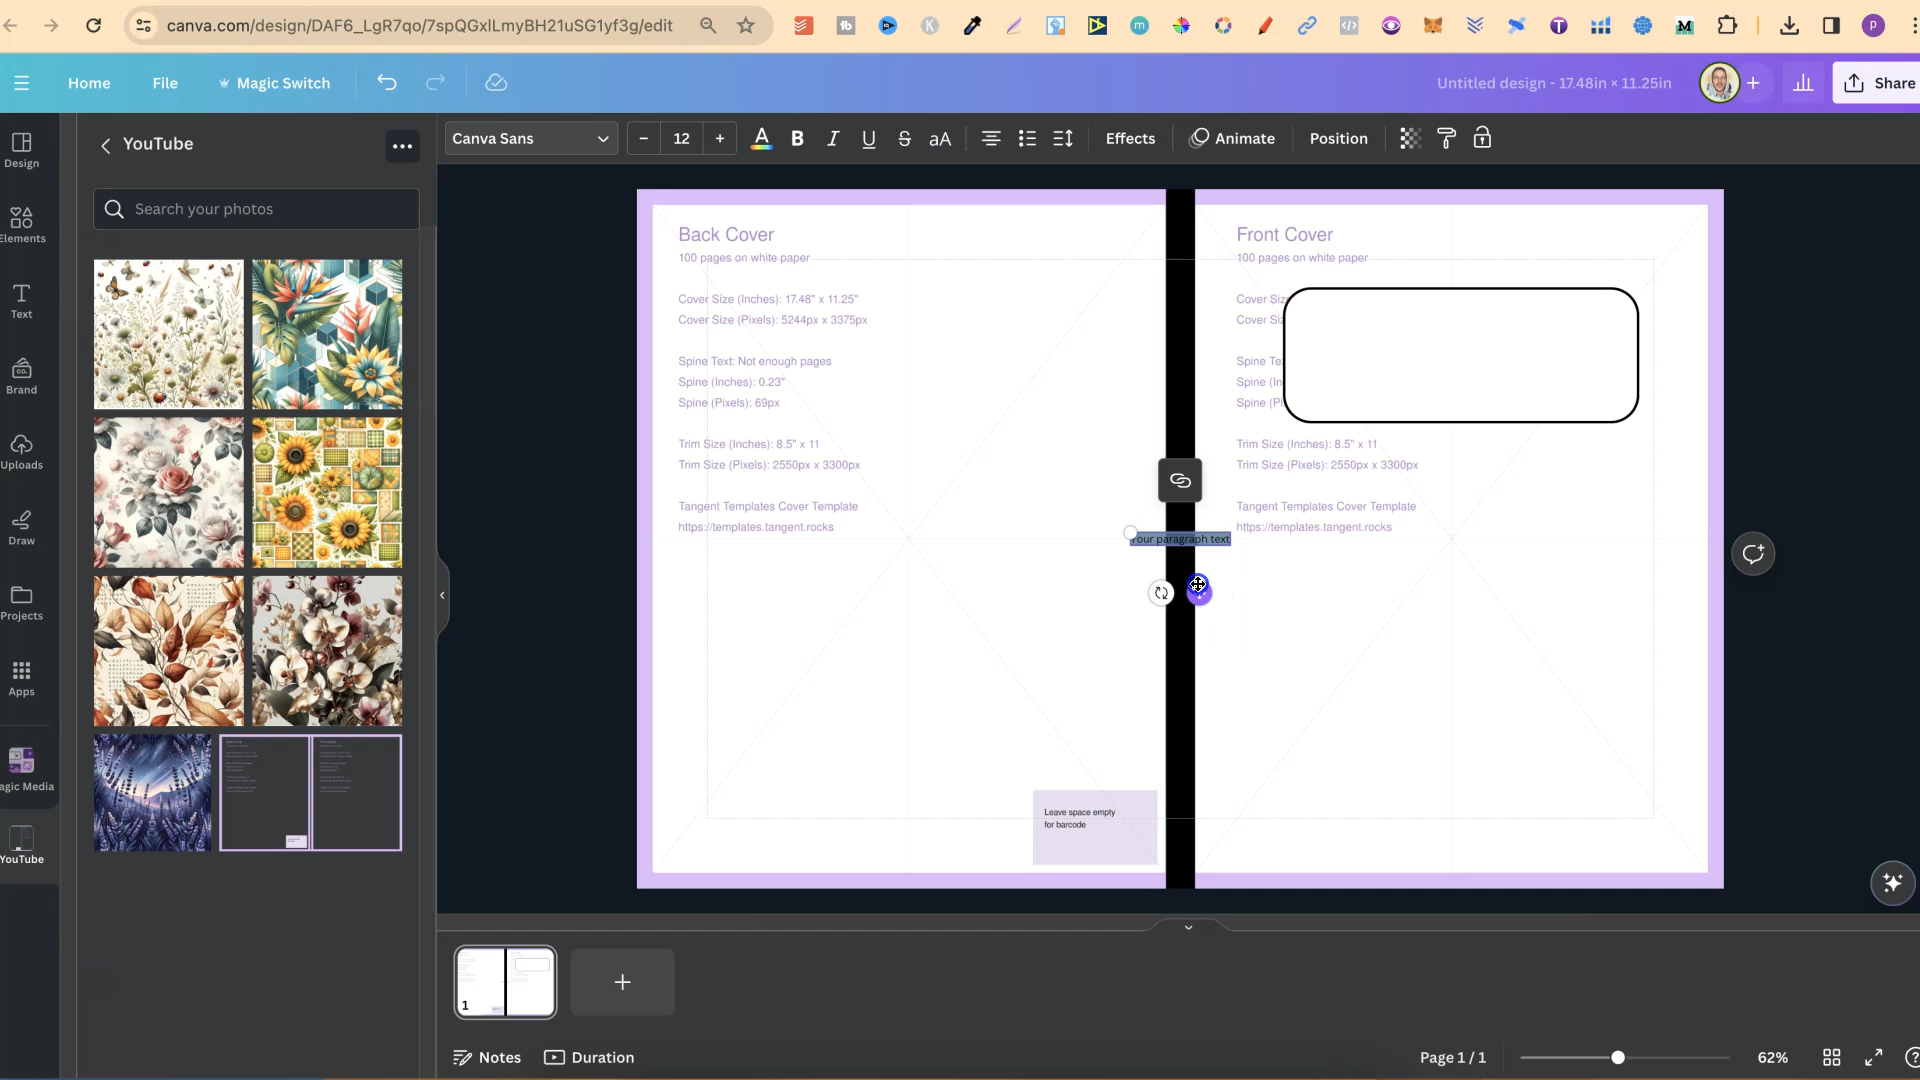 canva.com/design/DAF6_LgR7qo/7spQGxlLmyBH21uSG1yf3g/edit
Home
File
Magic Switch
Untitled design - 17.48in × 11.25in
Share
Design
Elements
Text
Brand
Uploads
Draw
Projects
Apps
agic Media
YouTube
YouTube
Search your photos
Canva Sans
12
Effects
Animate
Position
Back Cover
100 pages on white paper
Cover Size (Inches): 17.48" x 11.25"
Cover Size (Pixels): 5244px x 3375px
Spine Text: Not enough pages
Spine (Inches): 0.23"
Spine (Pixels): 69px
Trim Size (Inches): 8.5" x 11
Trim Size (Pixels): 2550px x 3300px
Tangent Templates Cover Template
https://templates.tangent.rocks
Leave space empty
for barcode
Your paragraph text
Front Cover
100 pages on white paper
Cover Siz
Cover Siz
Spine Te
Spine (In
Spine (Pi
Trim Size (Inches): 8.5" x 11
Trim Size (Pixels): 2550px x 3300px
Tangent Templates Cover Template
https://templates.tangent.rocks
1
Notes
Duration
Page 1 / 1
62%